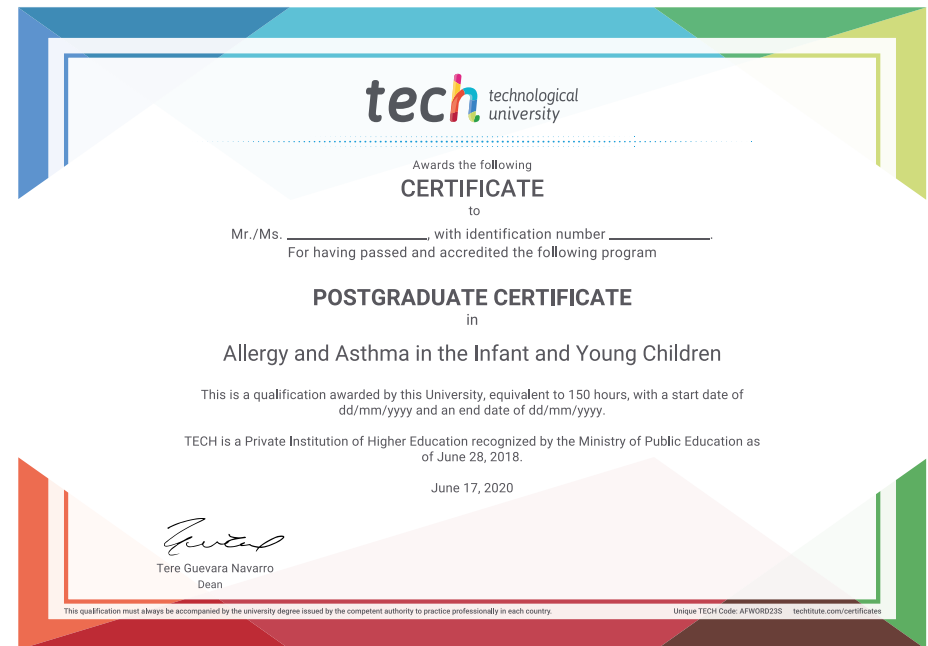 tech technological
university
Awards the following
CERTIFICATE
to
Mr./Ms. ____________________, with identification number ______________.
For having passed and accredited the following program
POSTGRADUATE CERTIFICATE
in
Allergy and Asthma in the Infant and Young Children
This is a qualification awarded by this University, equivalent to 150 hours, with a start date of
dd/mm/yyyy and an end date of dd/mm/yyyy.
TECH is a Private Institution of Higher Education recognized by the Ministry of Public Education as
of June 28, 2018.
June 17, 2020
Tere Guevara Navarro
Dean
This qualification must always be accompanied by the university degree issued by the competent authority to practice professionally in each country.
Unique TECH Code: AFWORD23S techtitute.com/certificates